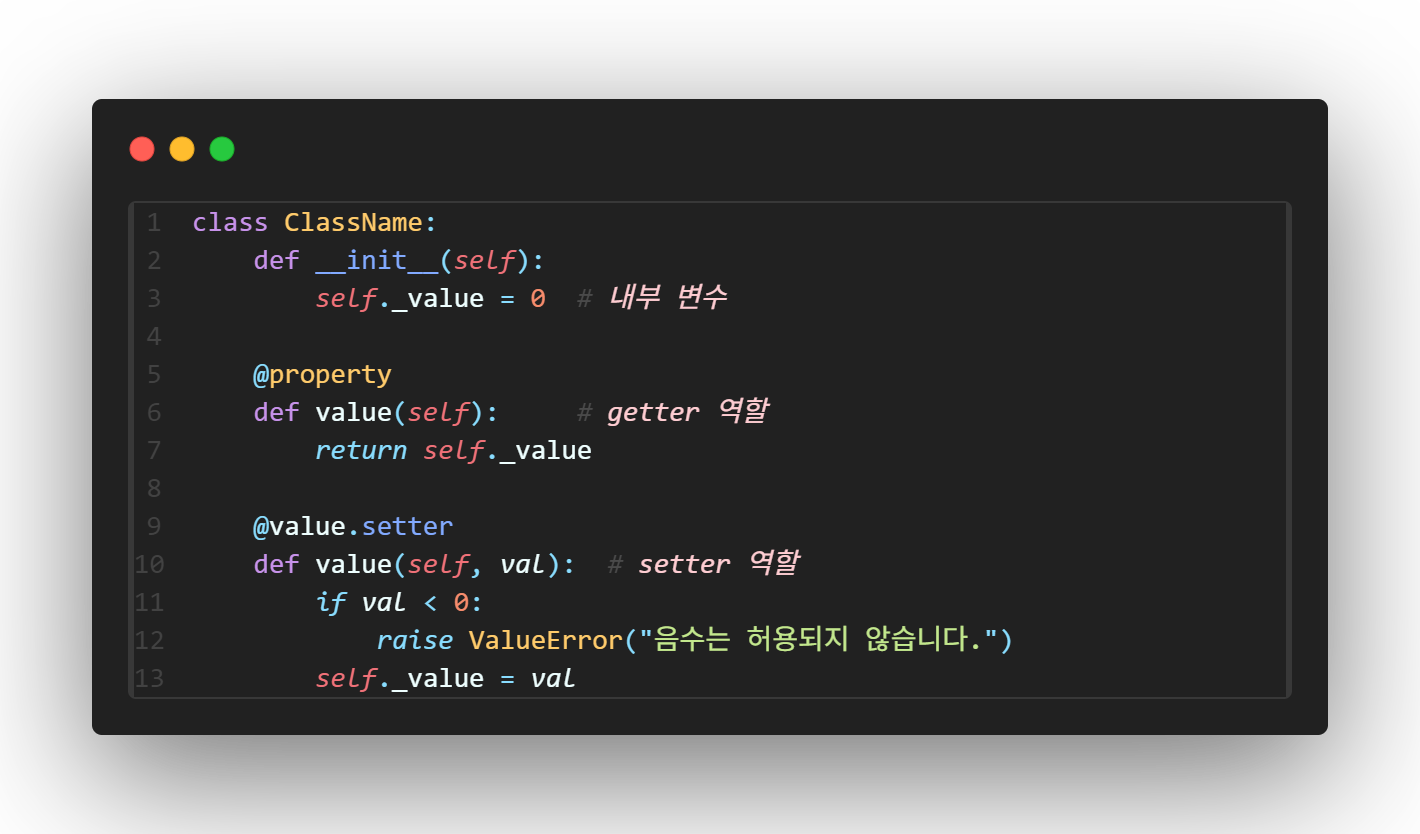 1 class ClassName:
2     def __init__(self):
3         self._value = 0  # 내부 변수
4
5     @property
6     def value(self):     # getter 역할
7         return self._value
8
9     @value.setter
10     def value(self, val):  # setter 역할
11         if val < 0:
12             raise ValueError("음수는 허용되지 않습니다.")
13         self._value = val